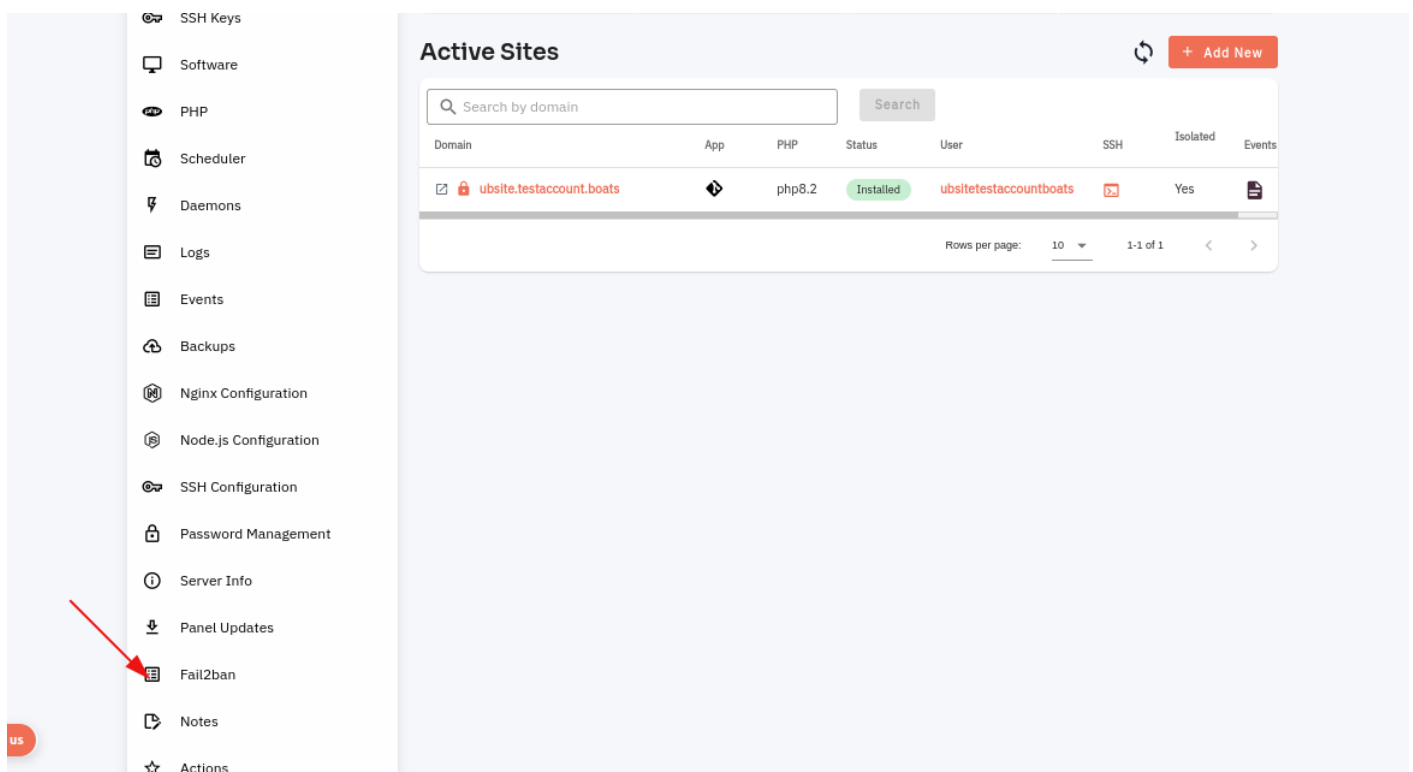 SSH Keys
Software
PHP
Scheduler
Daemons
Logs
Events
Backups
Nginx Configuration
Node.js Configuration
SSH Configuration
Password Management
Server Info
Panel Updates
Fail2ban
Notes
Actions
us
Active Sites
+ Add New
Search by domain
Search
Domain App PHP Status User SSH Isolated Events
ubsite.testaccount.boats php8.2 Installed ubsitetestaccountboats Yes
Rows per page: 10 1-1 of 1